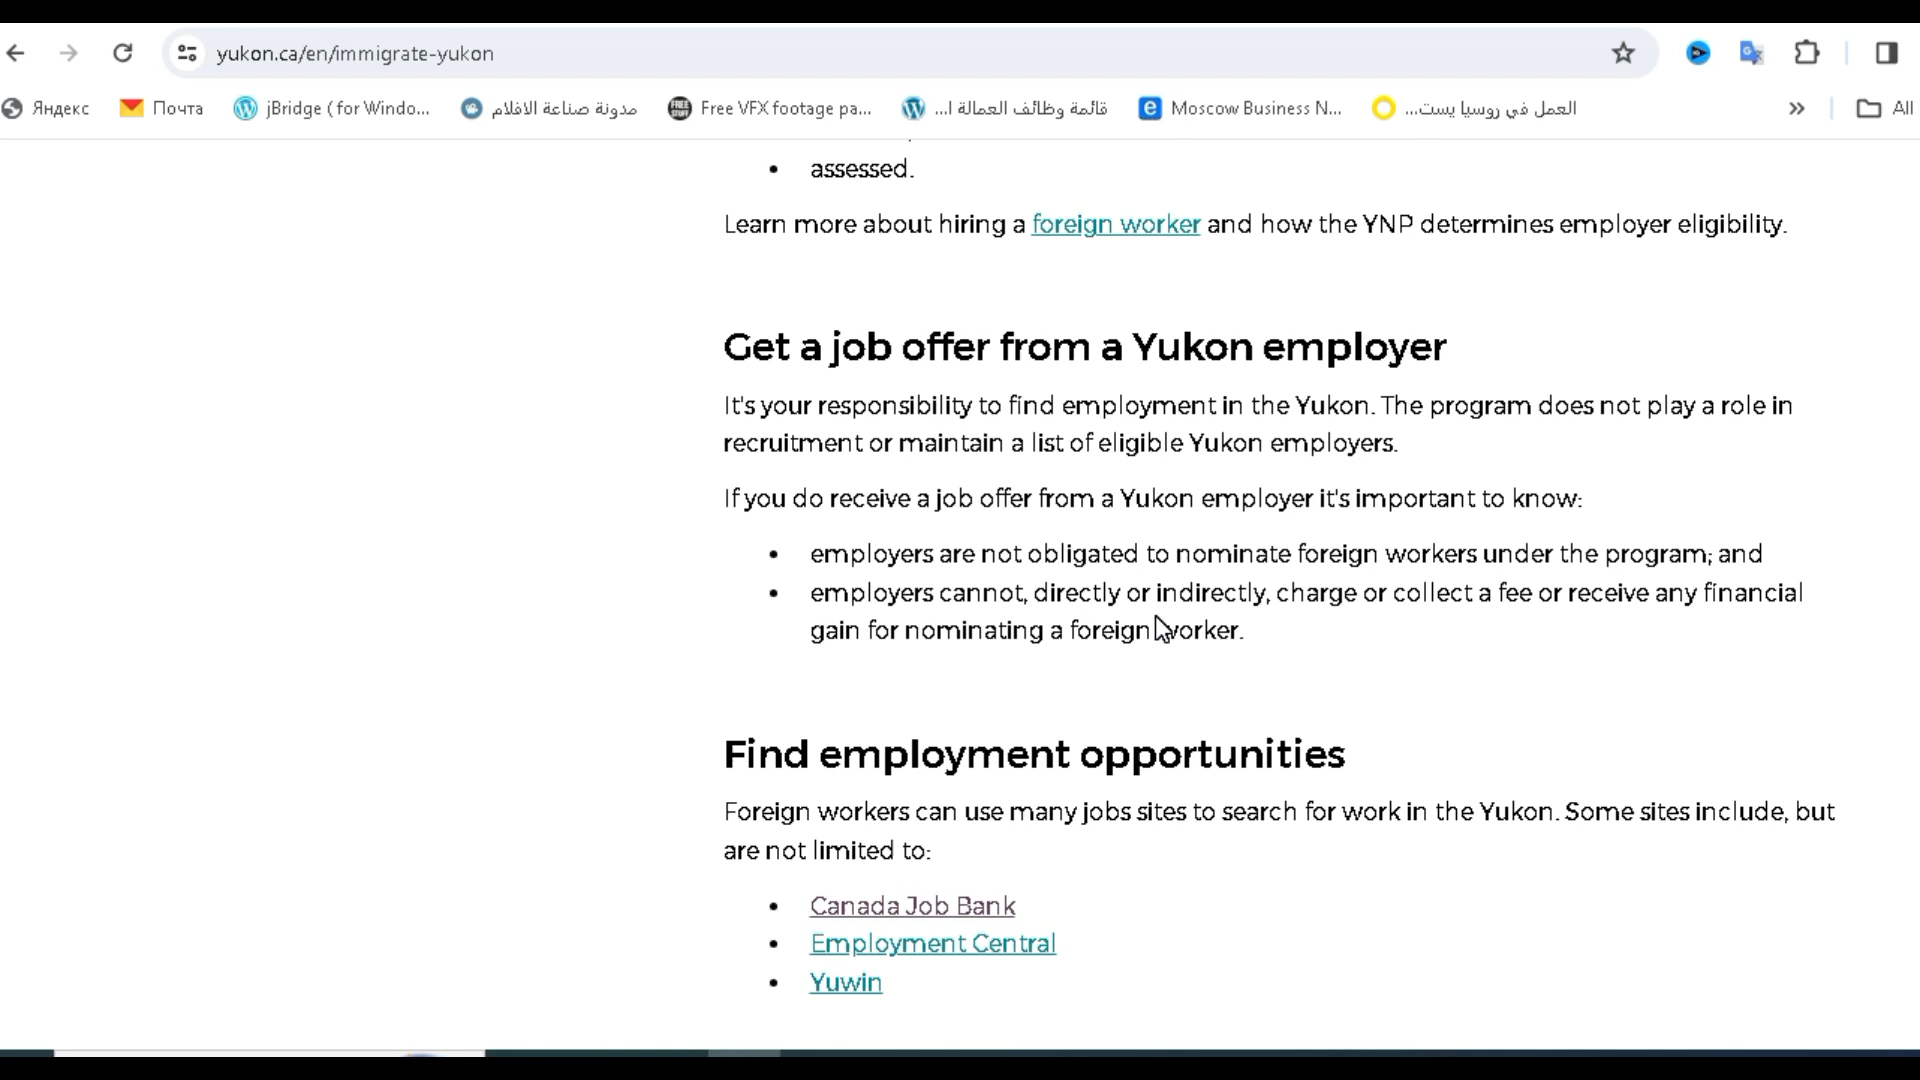 yukon.ca/en/immigrate-yukon
Яндекс
Почта
jBridge ( for Windo...
مدونة صناعة الافلام
Free VFX footage pa...
قائمة وظائف العمالة ا...
Moscow Business N...
العمل في روسيا يست...
»
All
• assessed.
Learn more about hiring a foreign worker and how the YNP determines employer eligibility.
Get a job offer from a Yukon employer
It's your responsibility to find employment in the Yukon. The program does not play a role in
recruitment or maintain a list of eligible Yukon employers.
If you do receive a job offer from a Yukon employer it's important to know:
• employers are not obligated to nominate foreign workers under the program; and
• employers cannot, directly or indirectly, charge or collect a fee or receive any financial
gain for nominating a foreign worker.
Find employment opportunities
Foreign workers can use many jobs sites to search for work in the Yukon. Some sites include, but
are not limited to:
• Canada Job Bank
• Employment Central
• Yuwin